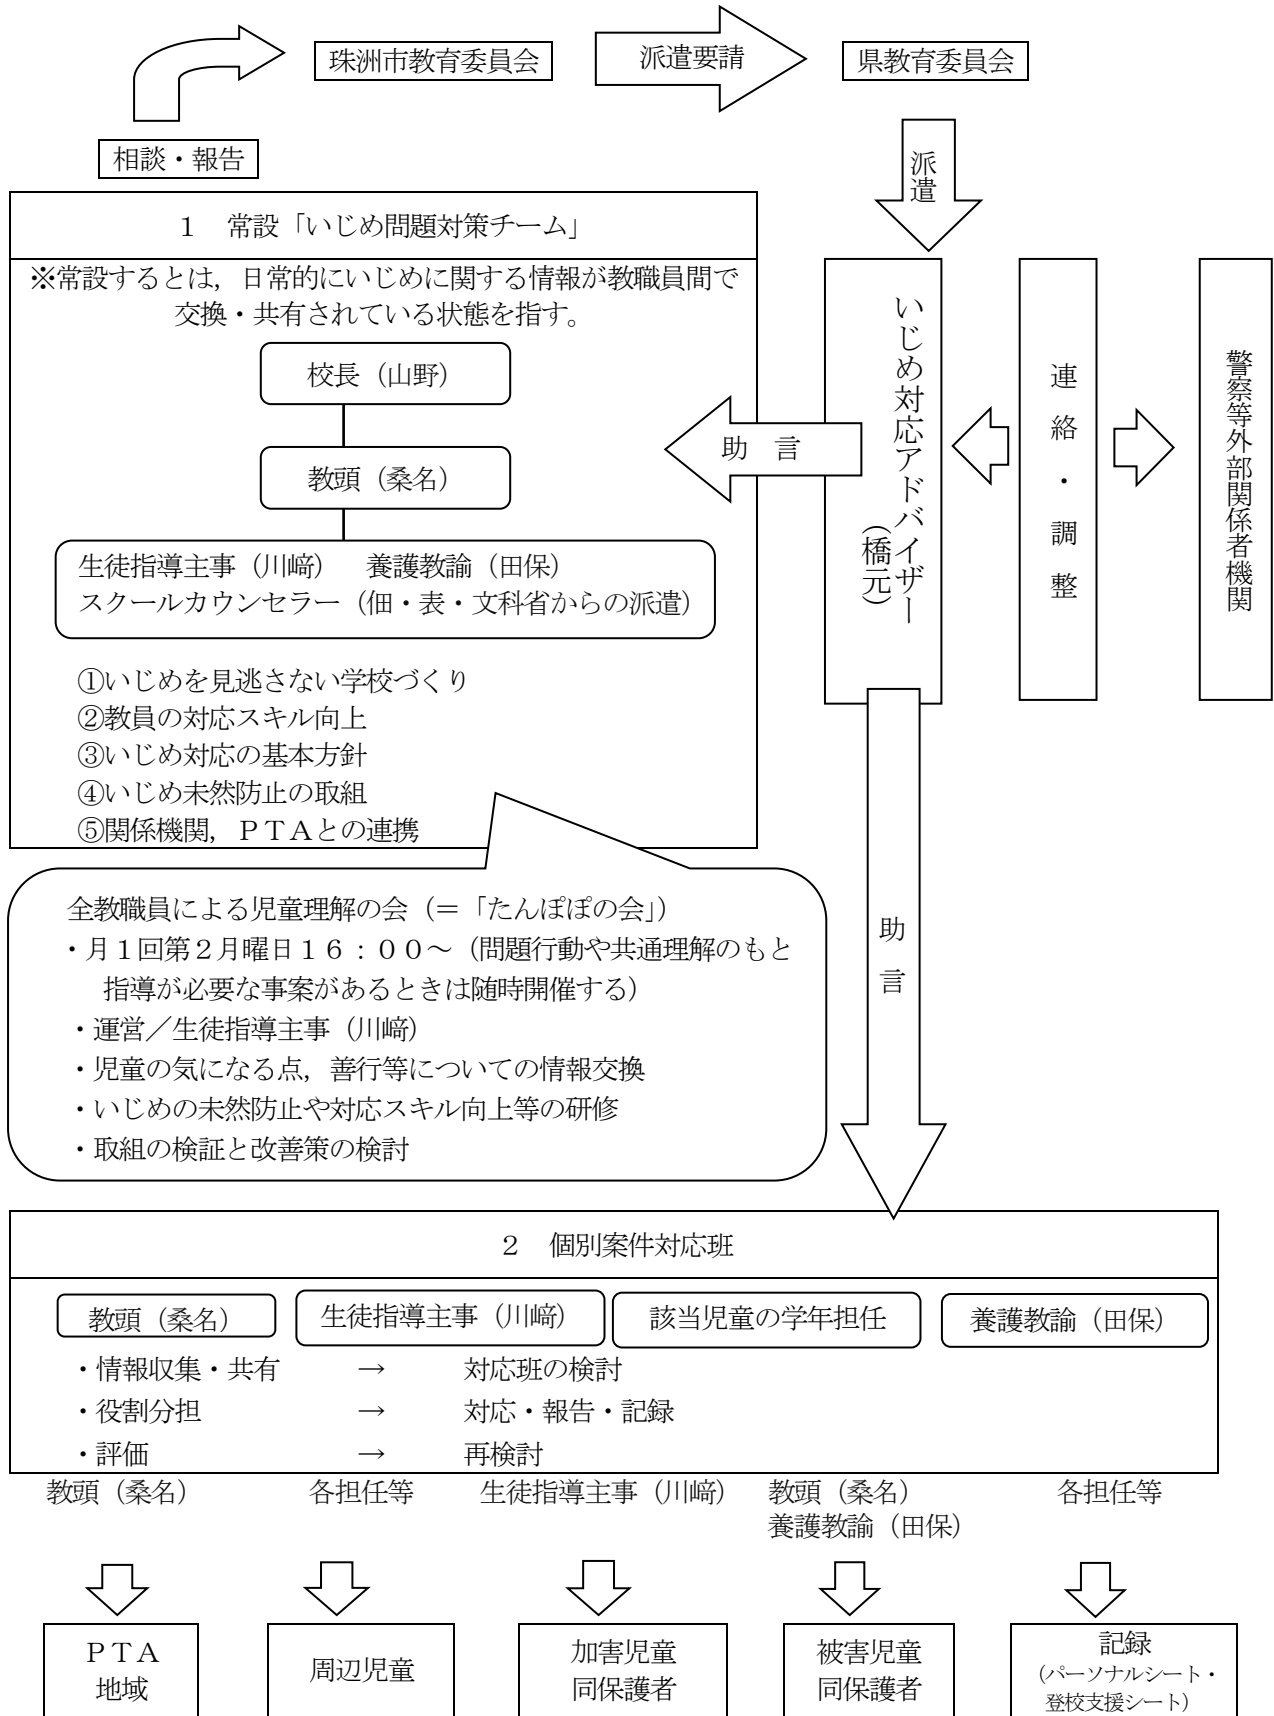 珠洲市教育委員会
派遣要請
県教育委員会
相談・報告
派遣
１　常設「いじめ問題対策チーム」
※常設するとは，日常的にいじめに関する情報が教職員間で
交換・共有されている状態を指す。
校長（山野）
教頭（桑名）
生徒指導主事（川﨑）　養護教諭（田保）
スクールカウンセラー（佃・表・文科省からの派遣）
①いじめを見逃さない学校づくり
②教員の対応スキル向上
③いじめ対応の基本方針
④いじめ未然防止の取組
⑤関係機関，ＰＴＡとの連携
助　言
いじめ対応アドバイザー
（橋元）
連　絡　・　調　整
警察等外部関係者機関
全教職員による児童理解の会（＝「たんぽぽの会」）
・月１回第２月曜日１６：００～（問題行動や共通理解のもと
指導が必要な事案があるときは随時開催する）
・運営／生徒指導主事（川﨑）
・児童の気になる点，善行等についての情報交換
・いじめの未然防止や対応スキル向上等の研修
・取組の検証と改善策の検討
助　言
２　個別案件対応班
教頭（桑名）　生徒指導主事（川﨑）　該当児童の学年担任　養護教諭（田保）
・情報収集・共有　→　対応班の検討
・役割分担　→　対応・報告・記録
・評価　→　再検討
教頭（桑名）　各担任等　生徒指導主事（川﨑）　教頭（桑名）　各担任等
養護教諭（田保）
ＰＴＡ
地域
周辺児童
加害児童
同保護者
被害児童
同保護者
記録
（パーソナルシート・
登校支援シート）